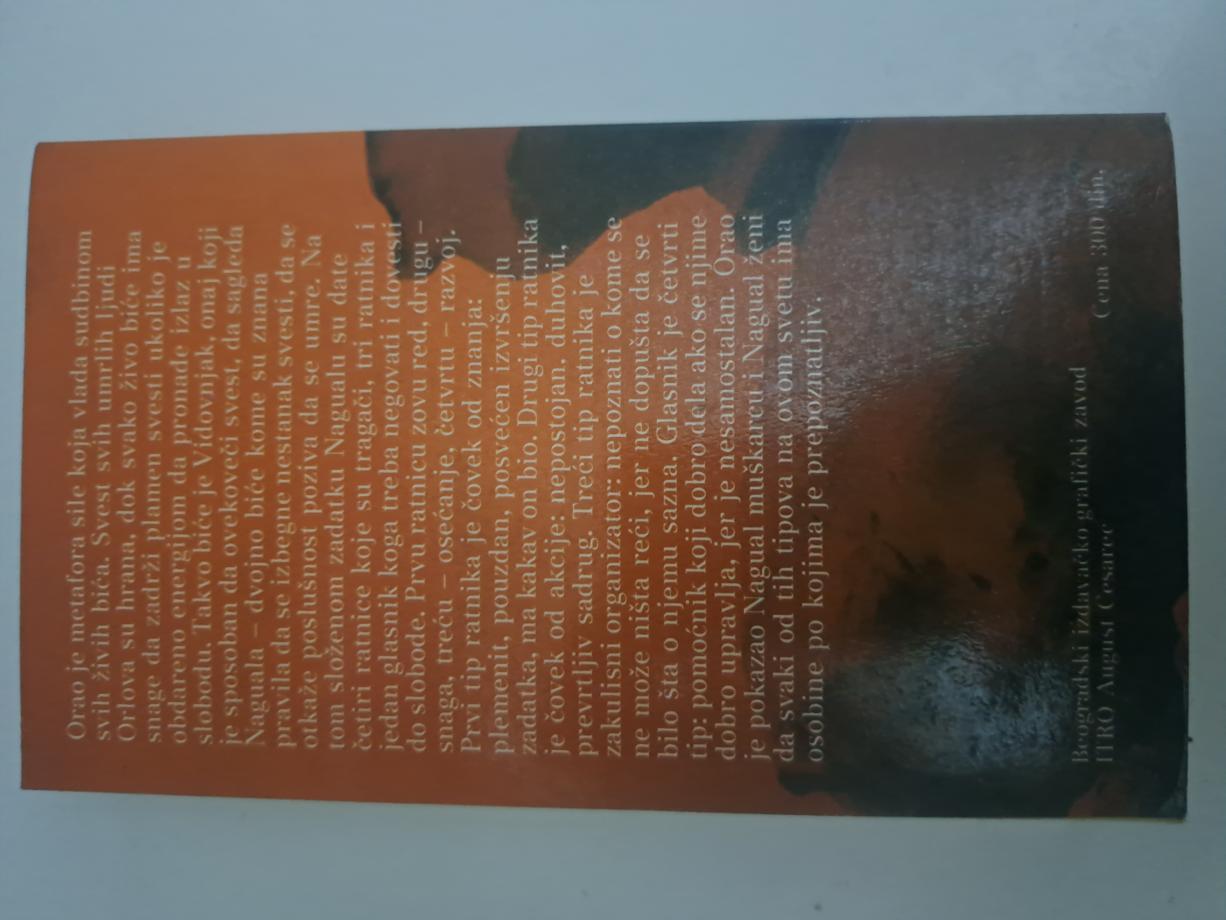 Orao je metafora sile koja vlada sudbinom
svih živih bića. Svest svih umrlih ljudi
Orlova su hrana, dok svako živo biće ima
snage da zadrži plamen svesti ukoliko je
obdareno energijom da pronađe izlaz u
slobodu. Takvo biće je Vidovnjak, onaj koji
je sposoban da ovekoveči svest, da sagleda
Naguala – dvojno biće kome su znana
pravila da se izbegne nestanak svesti, da se
otkaže poslušnost poziva da se umre. Na
tom složenom zadatku Nagualu su date
četiri ratnice koje su tragači, tri ratnika i
jedan glasnik koga treba negovati i dovesti
do slobode. Prvu ratnicu zovu red, drugu –
snaga, treću – osećanje, četvrtu – razvoj.
Prvi tip ratnika je čovek od znanja:
plemenit, pouzdan, posvećen izvršenju
zadatka, ma kakav on bio. Drugi tip ratnika
je čovek od akcije: nepostojan, duhovit,
prevrtljiv sadrug. Treći tip ratnika je
zakulisni organizator: nepoznati o kome se
ne može ništa reći, jer ne dopušta da se
bilo šta o njemu sazna. Glasnik je četvrti
tip: pomoćnik koji dobro dela ako se njime
dobro upravlja, jer je nesamostalan. Orao
je pokazao Nagual muškarcu i Nagual ženi
da svaki od tih tipova na ovom svetu ima
osobine po kojima je prepoznatljiv.
Beogradski izdavačko-grafički zavod
ITRO „August Cesarec“
Cena 300 din.